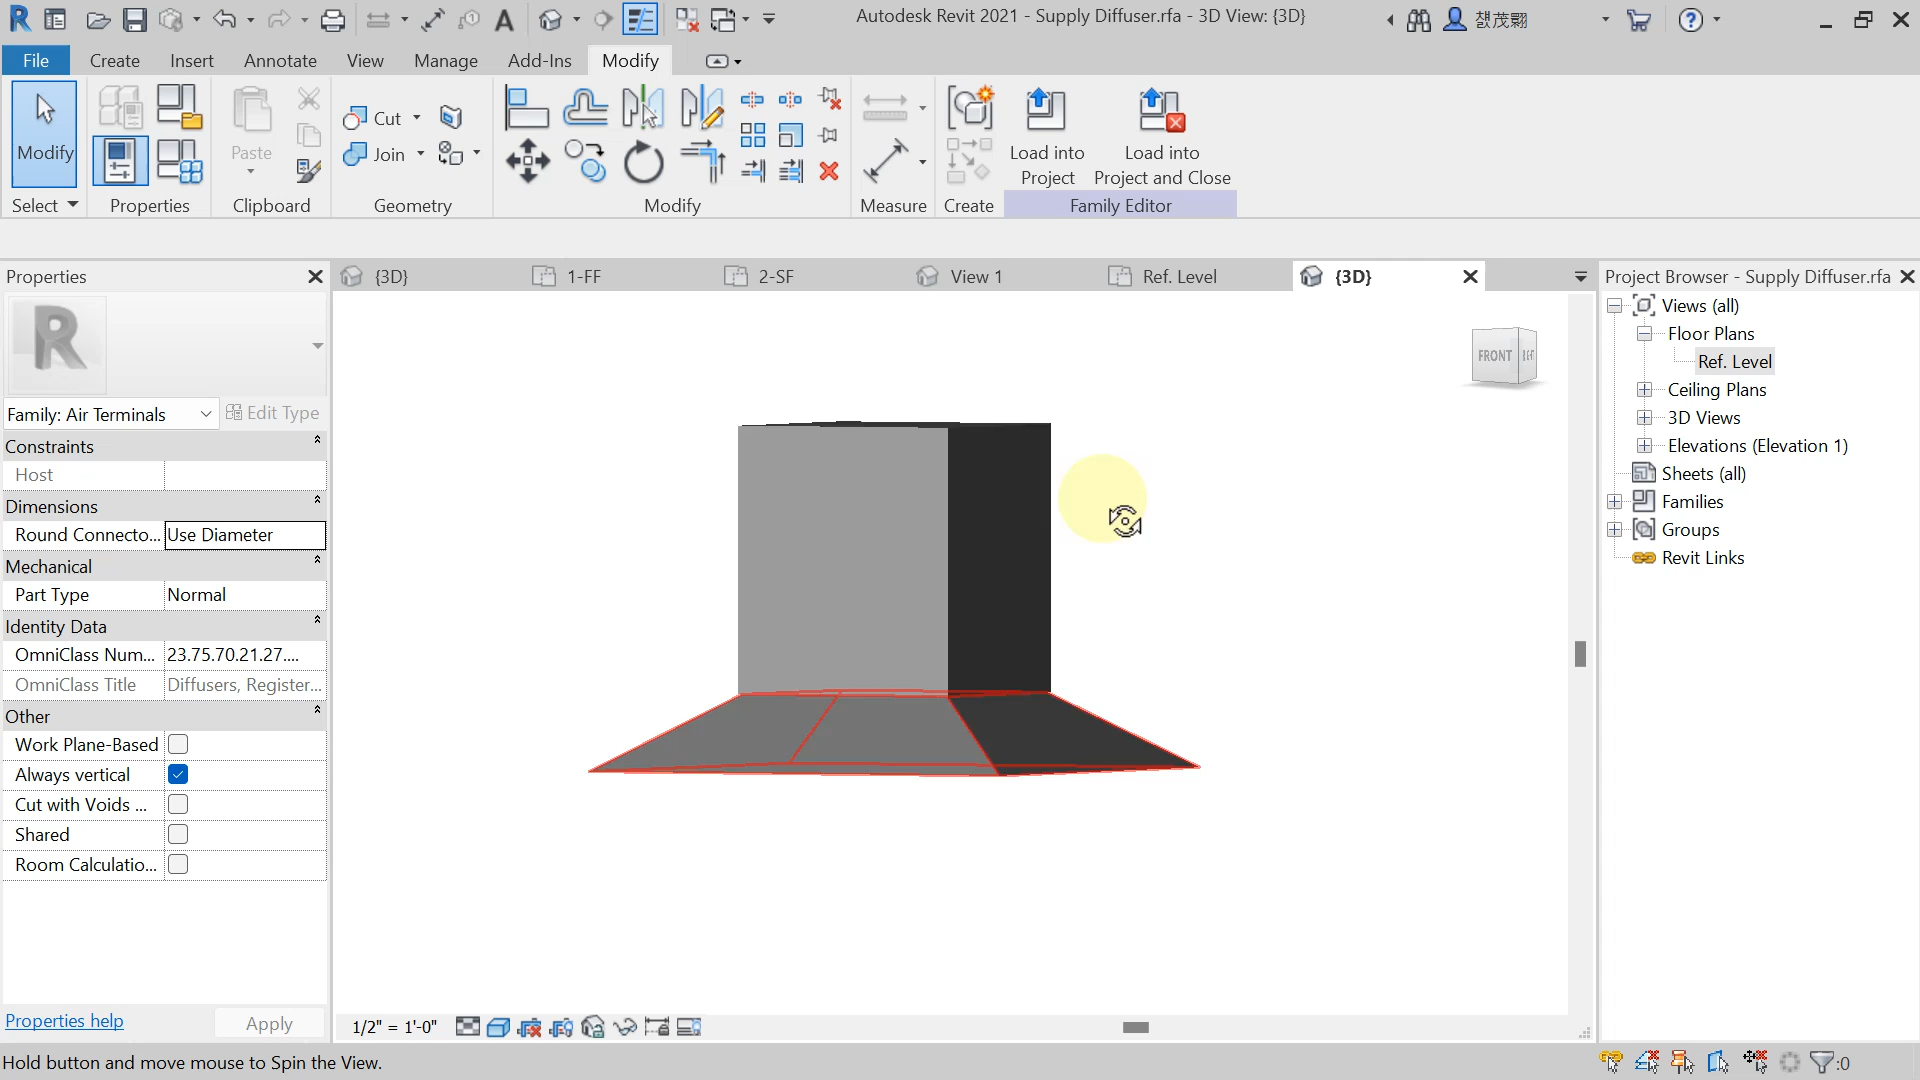 Autodesk Revit 2021 - Supply Diffuser.rfa - 3D View: {3D}
File Create Insert Annotate View Manage Add-Ins Modify
Modify
Paste
Cut
Join
Load into Project
Load into Project and Close
Select Properties Clipboard Geometry Modify Measure Create Family Editor
Properties
{3D} 1-FF 2-SF View 1 Ref. Level {3D}
Project Browser - Supply Diffuser.rfa
Family: Air Terminals Edit Type
Constraints
Host
Dimensions
Round Connecto... Use Diameter
Mechanical
Part Type Normal
Identity Data
OmniClass Num... 23.75.70.21.27....
OmniClass Title Diffusers, Register...
Other
Work Plane-Based
Always vertical
Cut with Voids ...
Shared
Room Calculatio...
Properties help Apply
FRONT
Views (all)
Floor Plans
Ref. Level
Ceiling Plans
3D Views
Elevations (Elevation 1)
Sheets (all)
Families
Groups
Revit Links
1/2" = 1'-0"
Hold button and move mouse to Spin the View.
:0